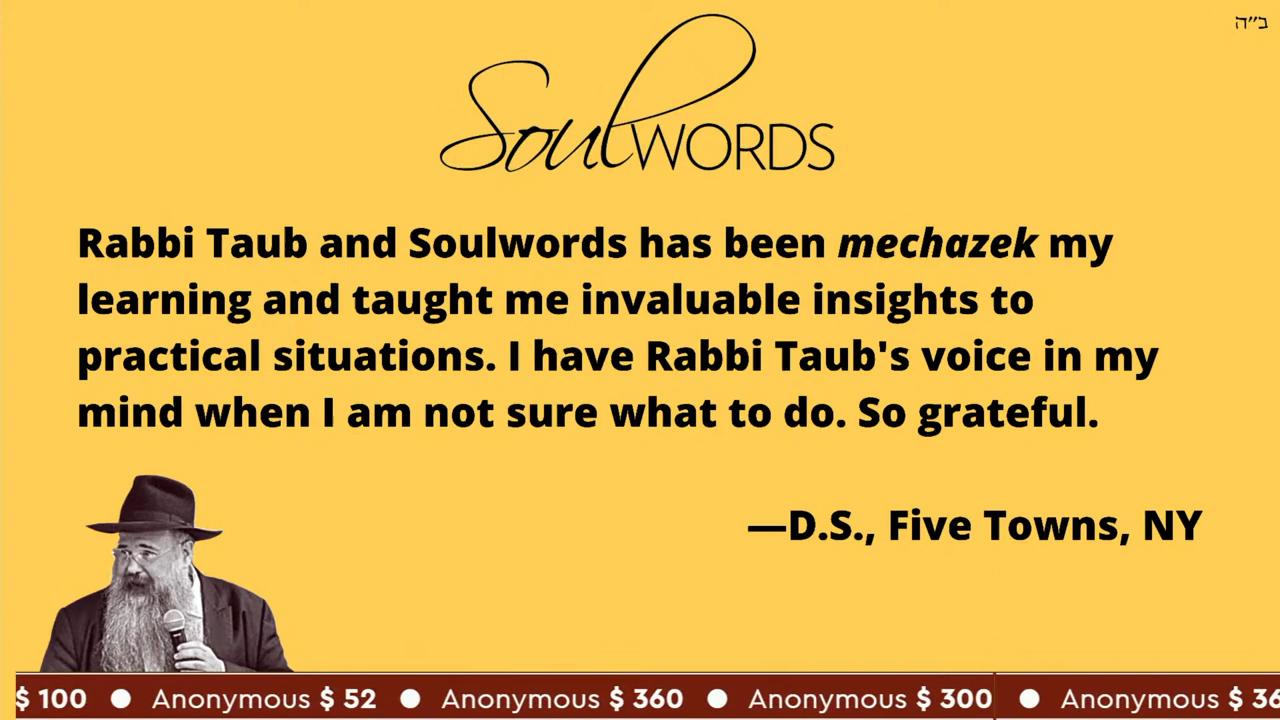 ב״ה
Soulwords
Rabbi Taub and Soulwords has been mechazek my
learning and taught me invaluable insights to
practical situations. I have Rabbi Taub's voice in my
mind when I am not sure what to do. So grateful.
—D.S., Five Towns, NY
$ 100 ● Anonymous $ 52 ● Anonymous $ 360 ● Anonymous $ 300 ● Anonymous $